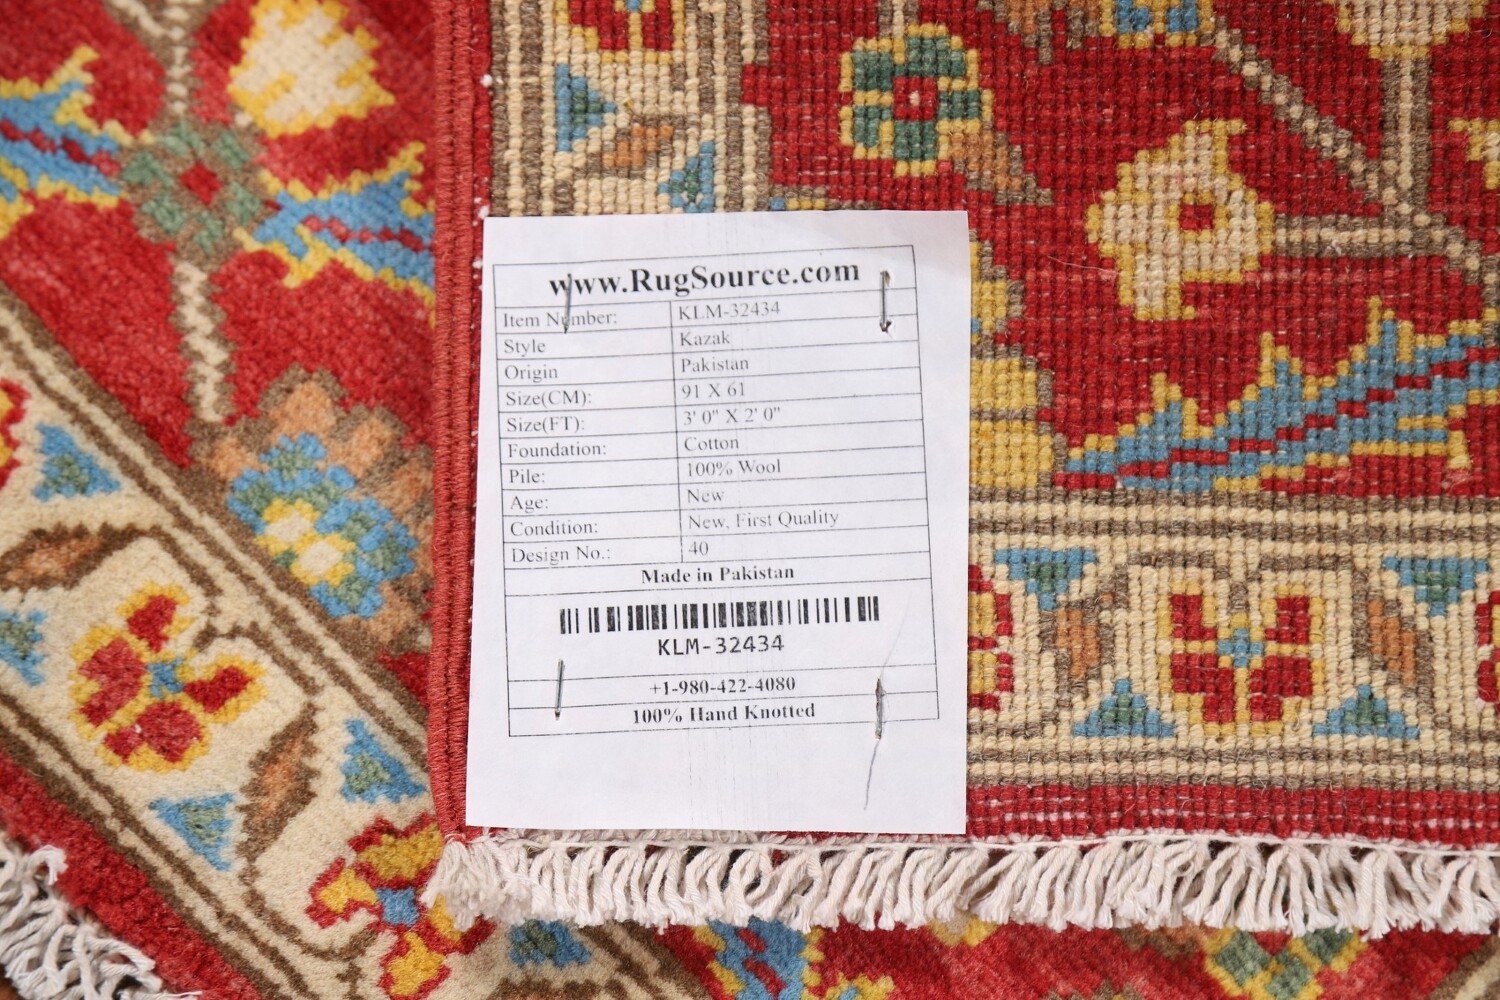 www.RugSource.com
Item Number: KLM-32434
Style Kazak
Origin Pakistan
Size(CM): 91 X 61
Size(FT): 3' 0" X 2' 0"
Foundation: Cotton
Pile: 100% Wool
Age: New
Condition: New, First Quality
Design No.: 40
Made in Pakistan
KLM-32434
+1-980-422-4080
100% Hand Knotted